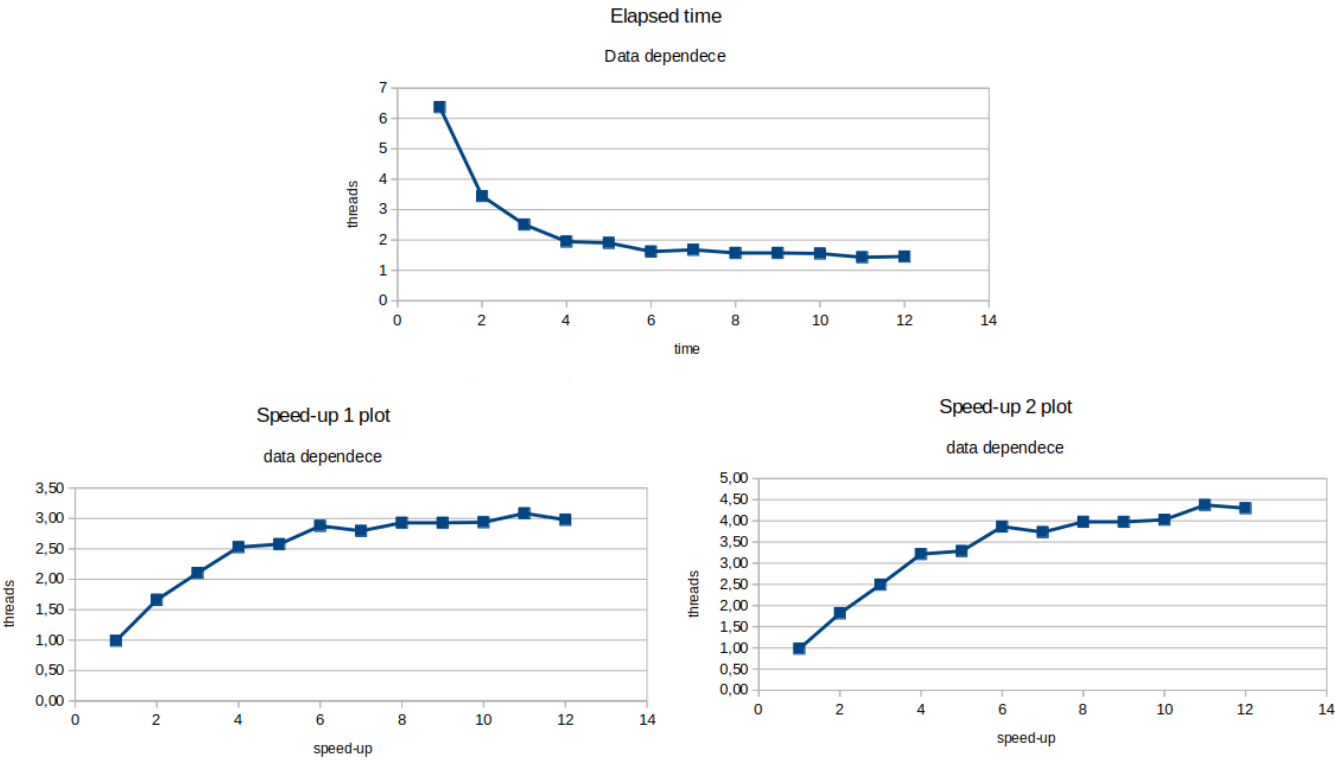 Elapsed time
Data dependece
7
6
5
4
3
2
1
0
threads
0 2 4 6 8 10 12 14
time
Speed-up 1 plot
data dependece
3,50
3,00
2,50
2,00
1,50
1,00
0,50
0,00
threads
0 2 4 6 8 10 12 14
speed-up
Speed-up 2 plot
data dependece
5,00
4,50
4,00
3,50
3,00
2,50
2,00
1,50
1,00
0,50
0,00
threads
0 2 4 6 8 10 12 14
speed-up